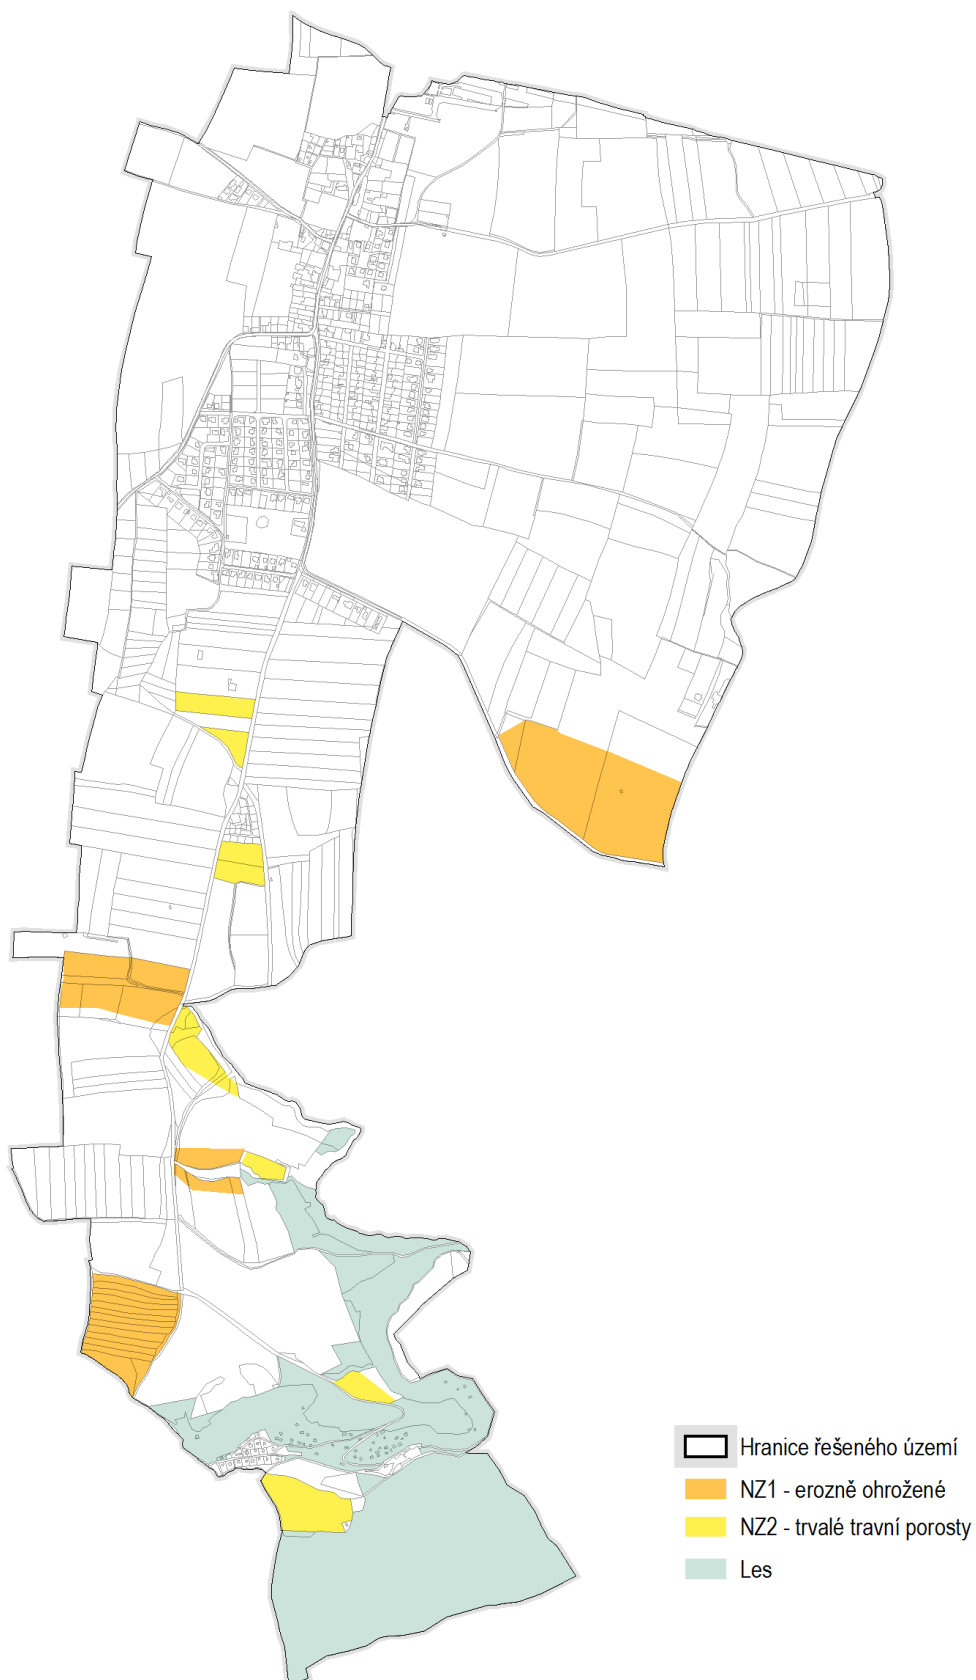 Hranice řešeného území
NZ1 - erozně ohrožené
NZ2 - trvalé travní porosty
Les